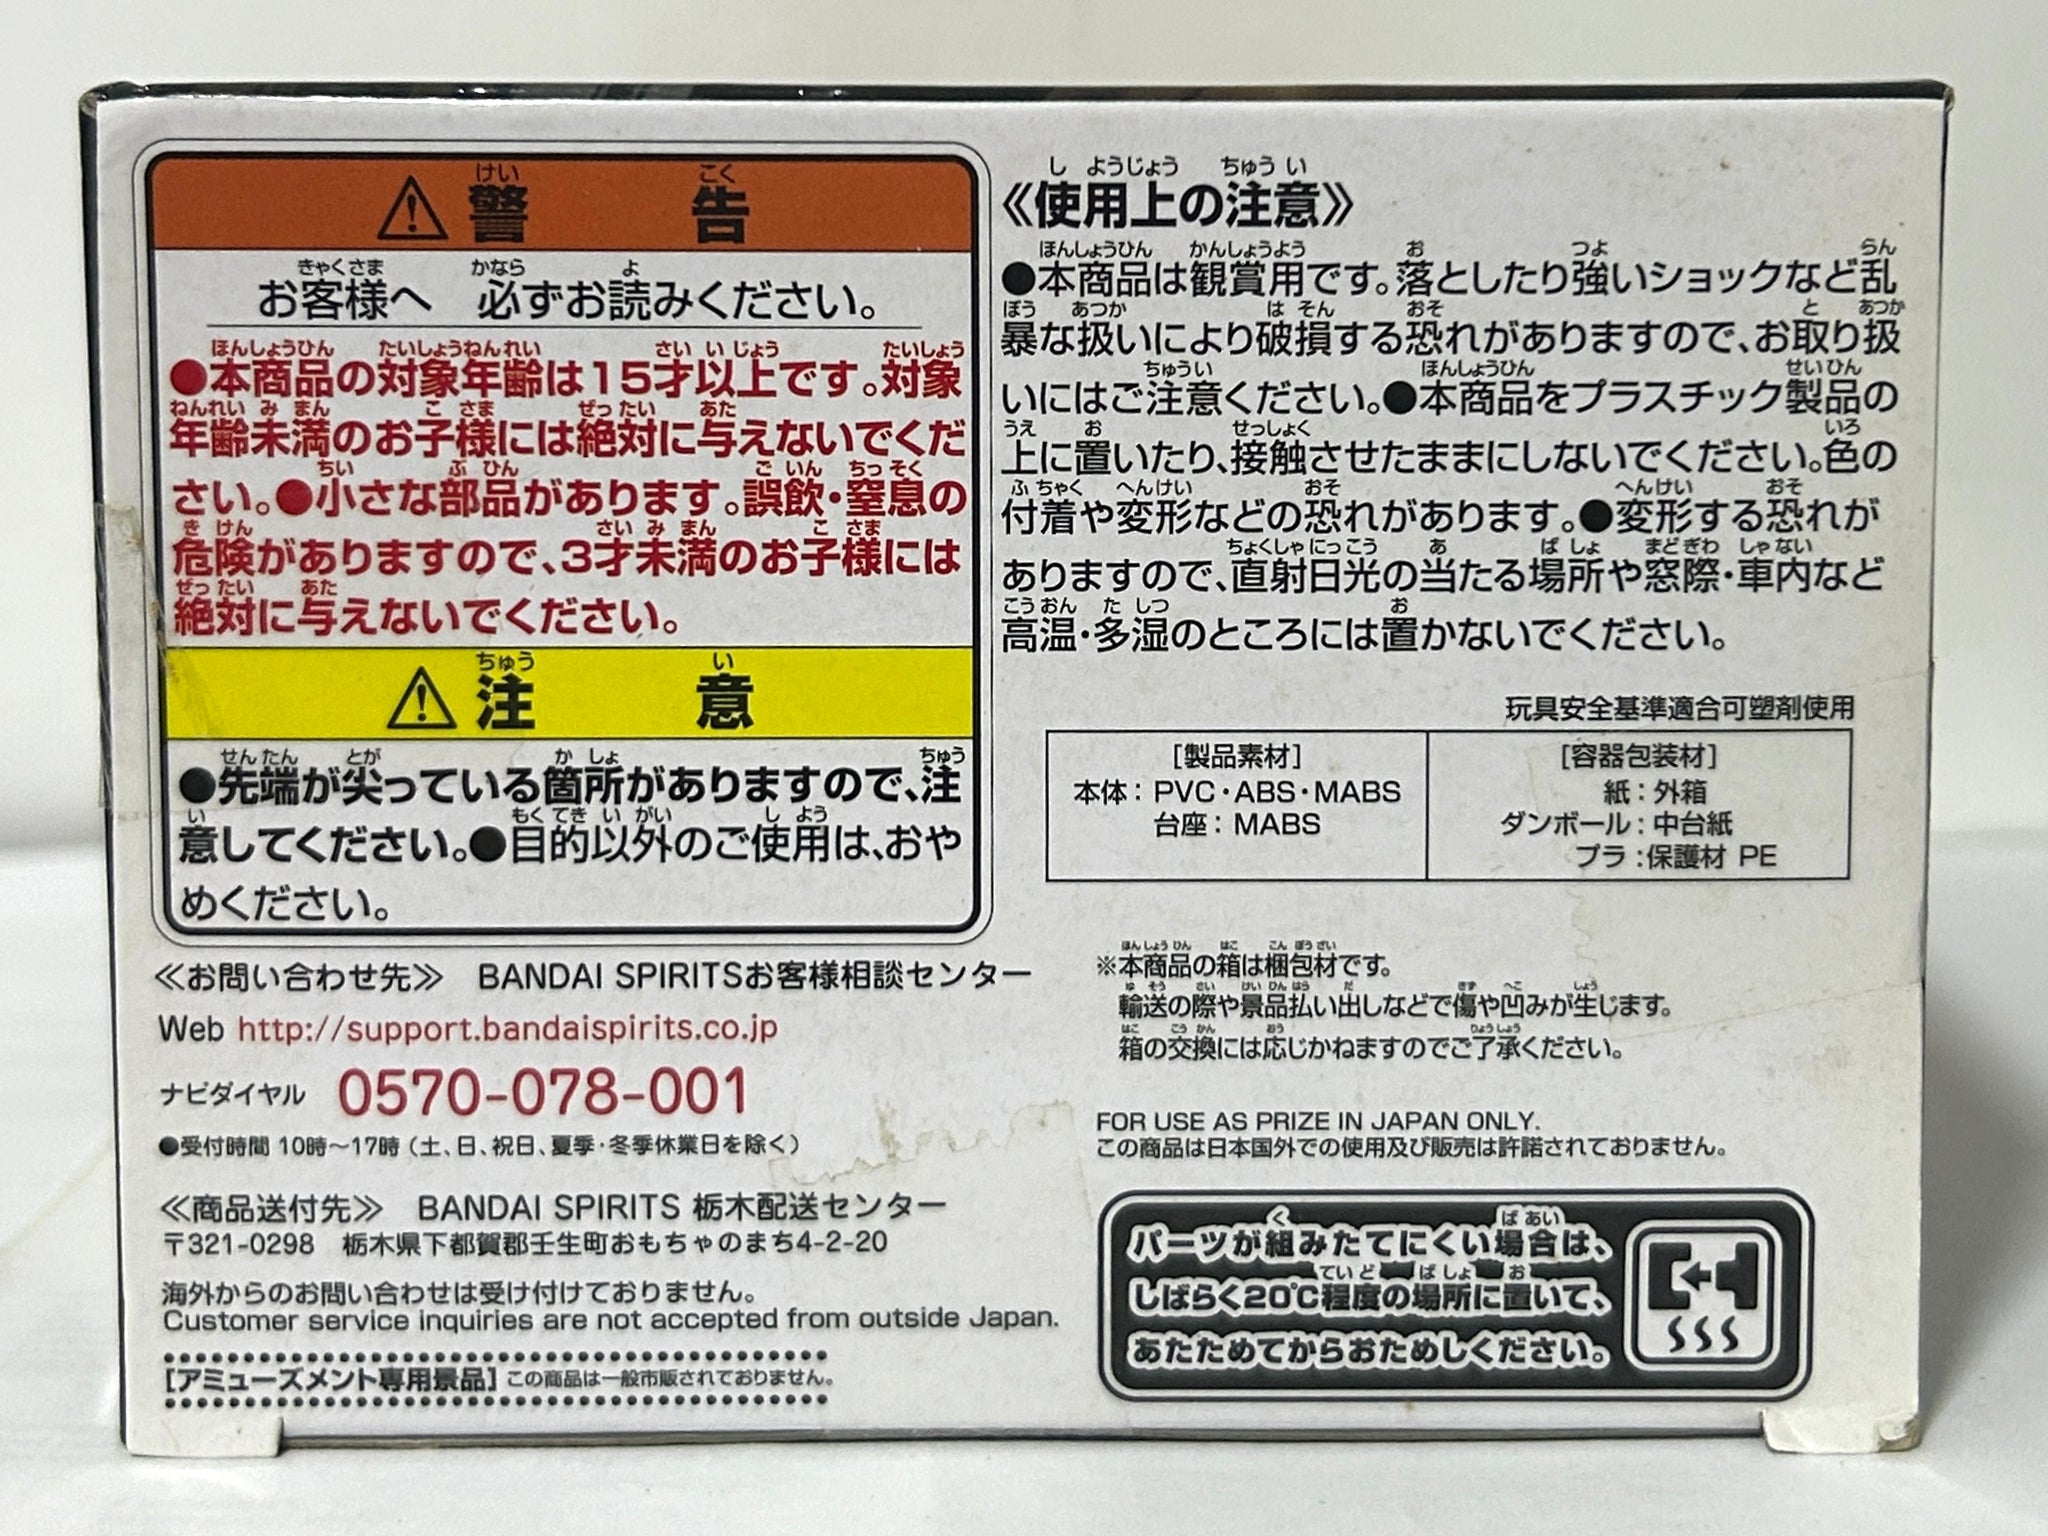 警告
お客様へ 必ずお読みください。
●本商品の対象年齢は15才以上です。対象
年齢未満のお子様には絶対に与えないでくだ
さい。●小さな部品があります。誤飲・窒息の
危険がありますので、3才未満のお子様には
絶対に与えないでください。
注意
●先端が尖っている箇所がありますので、注
意してください。●目的以外のご使用は、おや
めください。
≪お問い合わせ先≫ BANDAI SPIRITSお客様相談センター
Web http://support.bandaispirits.co.jp
ナビダイヤル 0570-078-001
●受付時間 10時～17時（土、日、祝日、夏季・冬季休業日を除く）
≪商品送付先≫ BANDAI SPIRITS 栃木配送センター
〒321-0298 栃木県下都賀郡壬生町おもちゃのまち4-2-20
海外からのお問い合わせは受け付けておりません。
Customer service inquiries are not accepted from outside Japan.
[アミューズメント専用景品] この商品は一般市販されておりません。
《使用上の注意》
●本商品は観賞用です。落としたり強いショックなど乱
暴な扱いにより破損する恐れがありますので、お取り扱
いにはご注意ください。●本商品をプラスチック製品の
上に置いたり、接触させたままにしないでください。色の
付着や変形などの恐れがあります。●変形する恐れが
ありますので、直射日光の当たる場所や窓際・車内など
高温・多湿のところには置かないでください。
玩具安全基準適合可塑剤使用
[製品素材]
本体：PVC・ABS・MABS
台座：MABS
[容器包装材]
紙：外箱
ダンボール：中台紙
プラ：保護材 PE
※本商品の箱は梱包材です。
輸送の際や景品払い出しなどで傷や凹みが生じます。
箱の交換には応じかねますのでご了承ください。
FOR USE AS PRIZE IN JAPAN ONLY.
この商品は日本国外での使用及び販売は許諾されておりません。
パーツが組みたてにくい場合は、
しばらく20℃程度の場所に置いて、
あたためてからおためしください。